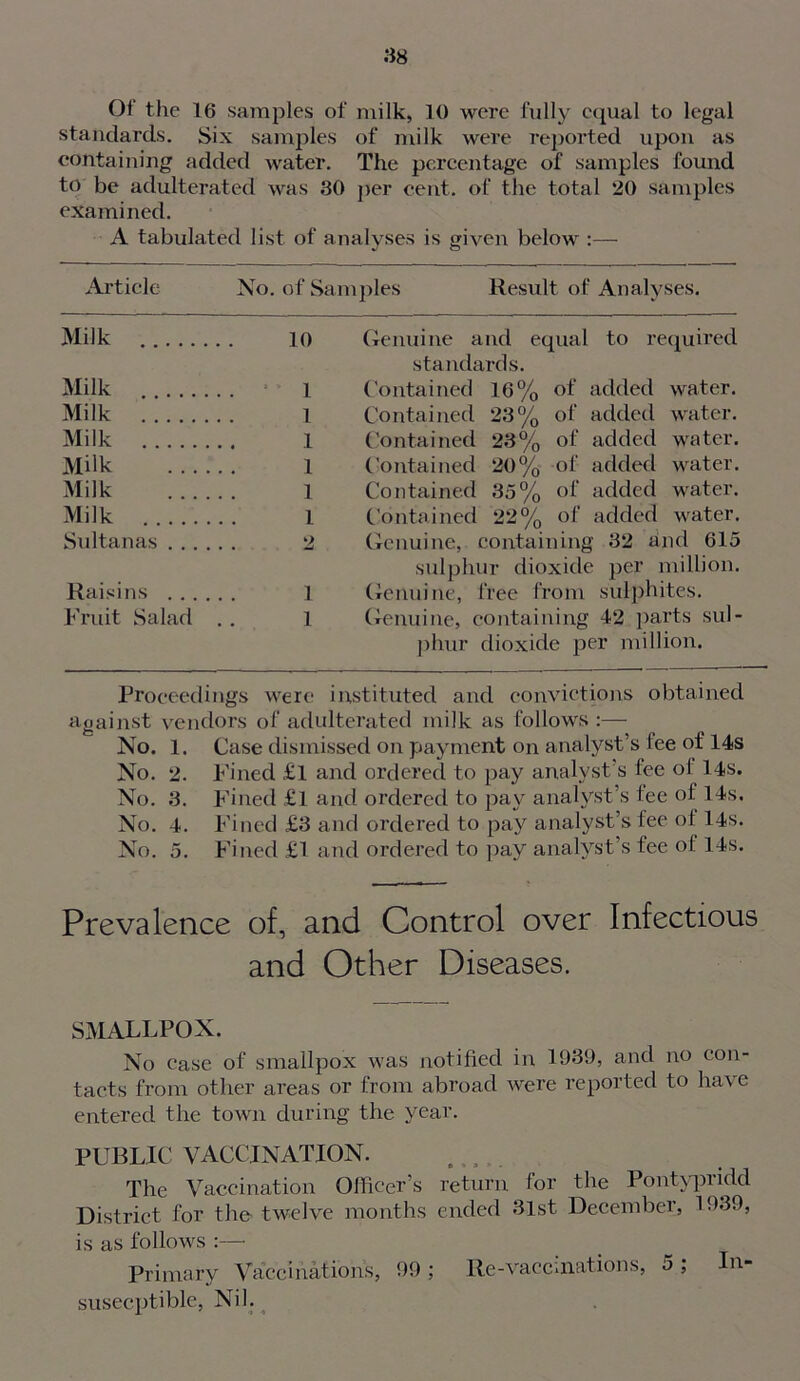 38
Of the 16 samples of milk, 10 were fully equal to legal
standards. Six samples of milk were reported upon as
containing added water. The percentage of samples found
to be adulterated was 30 per cent. of the total 20 samples
examined.
A tabulated list of analyses is given below :—
Article No. of Samples Result of Analyses.
Milk ........ 10 Genuine and equal to required
standards.
Milk ........ 1 Contained 16% of added water.
Milk ........ 1 Contained 23% of added water.
Milk ........ 1 Contained 23% of added water.
Milk ...... 1 Contained 20% of added water.
Milk ...... 1 Contained 35% of added water.
Milk ........ 1 Contained 22% of added water.
Sultanas ...... 2 Genuine, containing 32 and 615
sulphur dioxide per million.
Raisins ...... 1 Genuine, free from sulphites.
Fruit Salad .. 1 Genuine, containing 42 parts sul-
phur dioxide per million.
Proceedings were instituted and convictions obtained
against vendors of adulterated milk as follows :—
No. 1. Case dismissed on payment on analyst's fee of 14s
No. 2. Fined £1 and ordered to pay analyst's fee of 14s.
No. 3. Fined £1 and ordered to pay analyst's fee of 14s.
No. 4. Fined £3 and ordered to pay analyst's fee of 14s.
No. 5. Fined £1 and ordered to pay analyst's fee of 14s.
Prevalence of, and Control over Infectious
and Other Diseases.
SMALLPOX.
No case of smallpox was notified in 1939, and no con-
tacts from other areas or from abroad were reported to have
entered the town during the year.
PUBLIC VACCINATION.
The Vaccination Officer's return for the Pontypridd
District for the twelve months ended 31st December, 1939,
is as follows :—
Primary Vaccinations, 99 ; Re-vaccinations, 5 ; In-
susecptible, Nil.